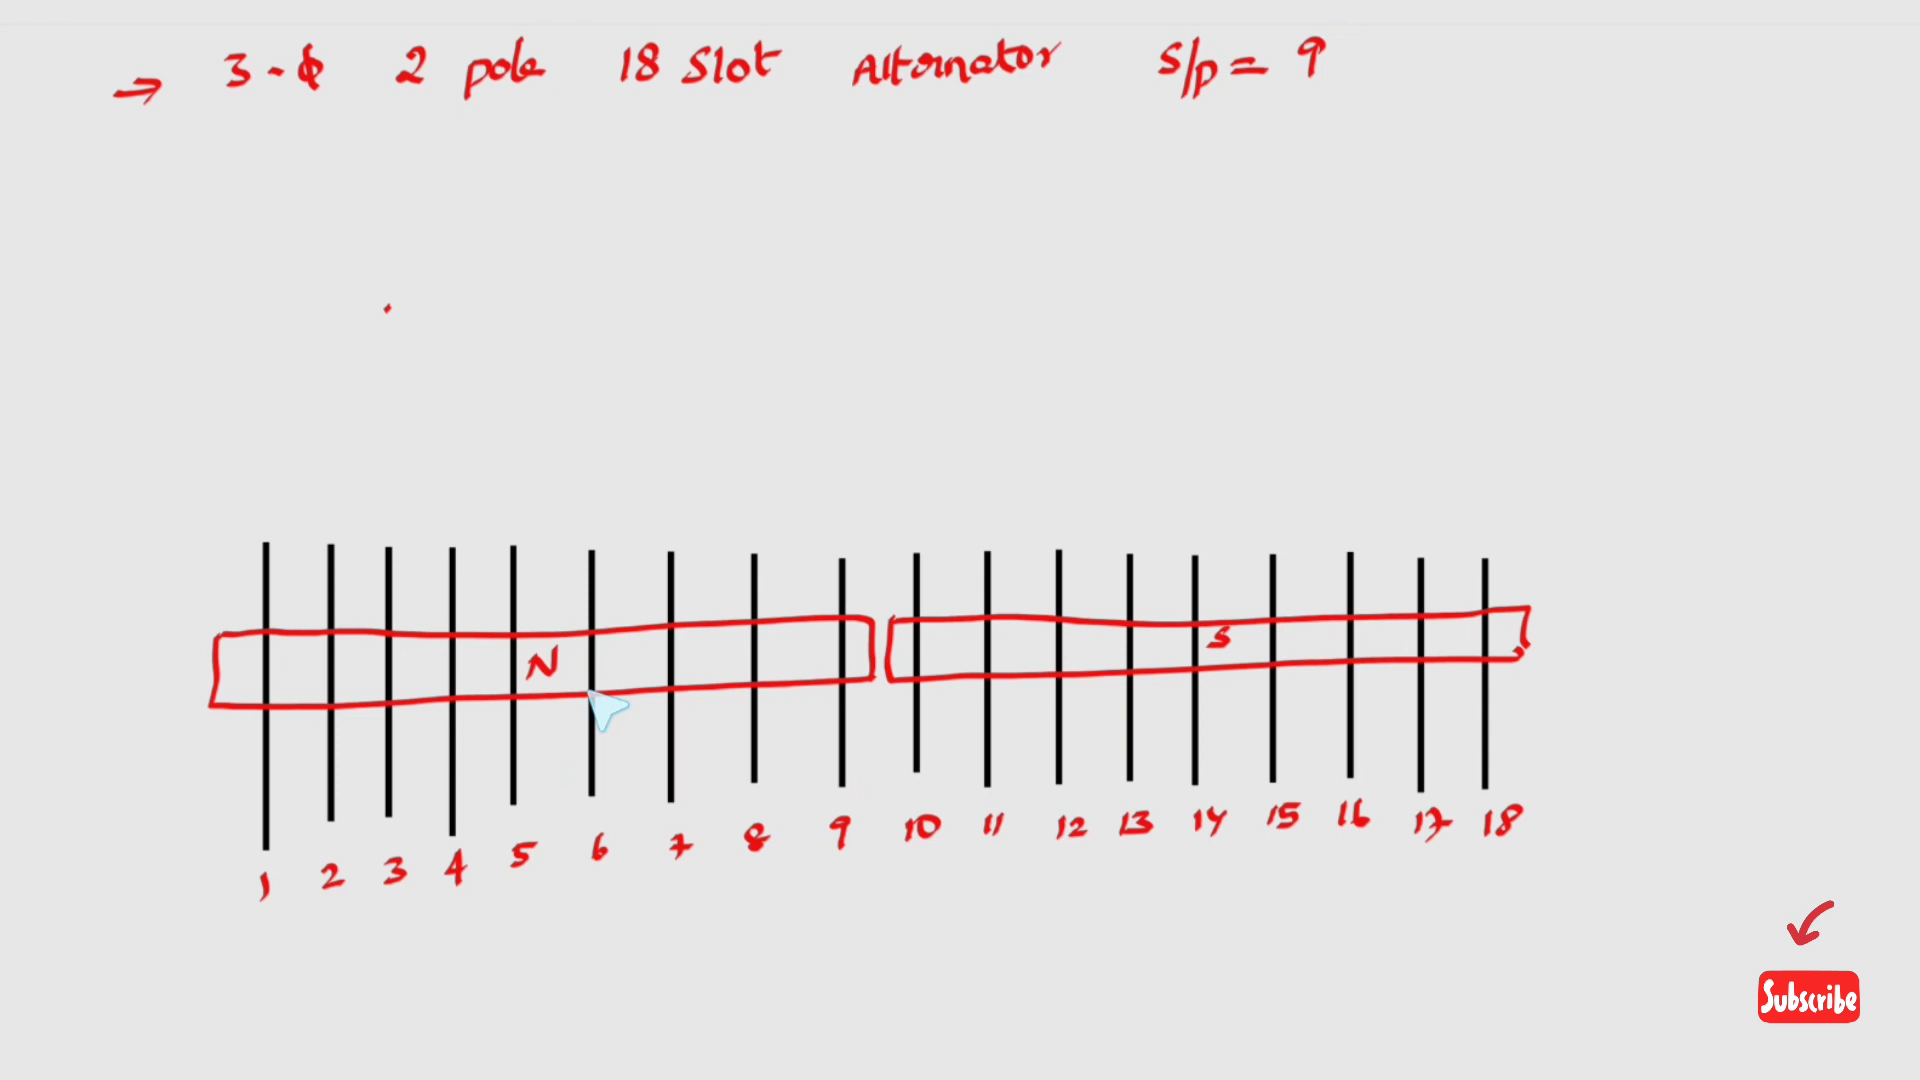 → 3-ϕ 2 pole 18 Slot Alternator S/p = 9
N S
1 2 3 4 5 6 7 8 9 10 11 12 13 14 15 16 17 18
Subscribe